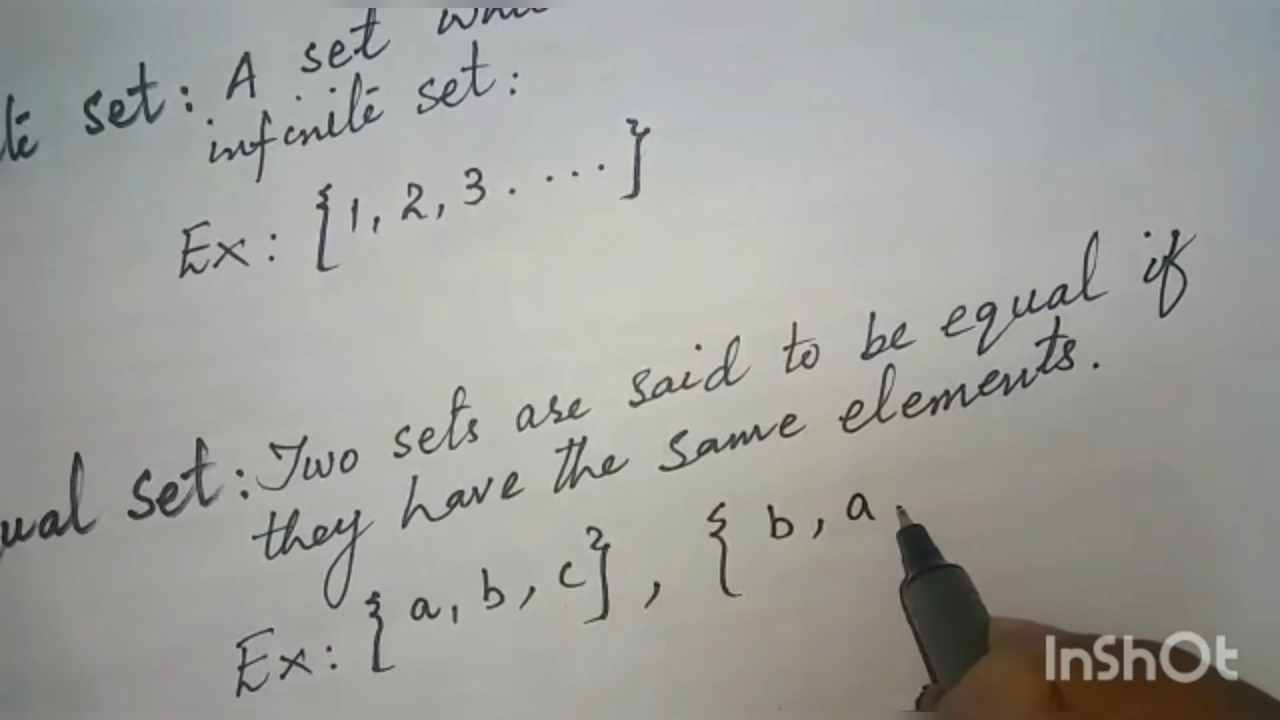 set: A set
infinite set:
Ex: {1, 2, 3 . ....}
set: Two sets are said to be equal if
they have the same elements.
Ex: { a, b, c}, { b, a
InShOt